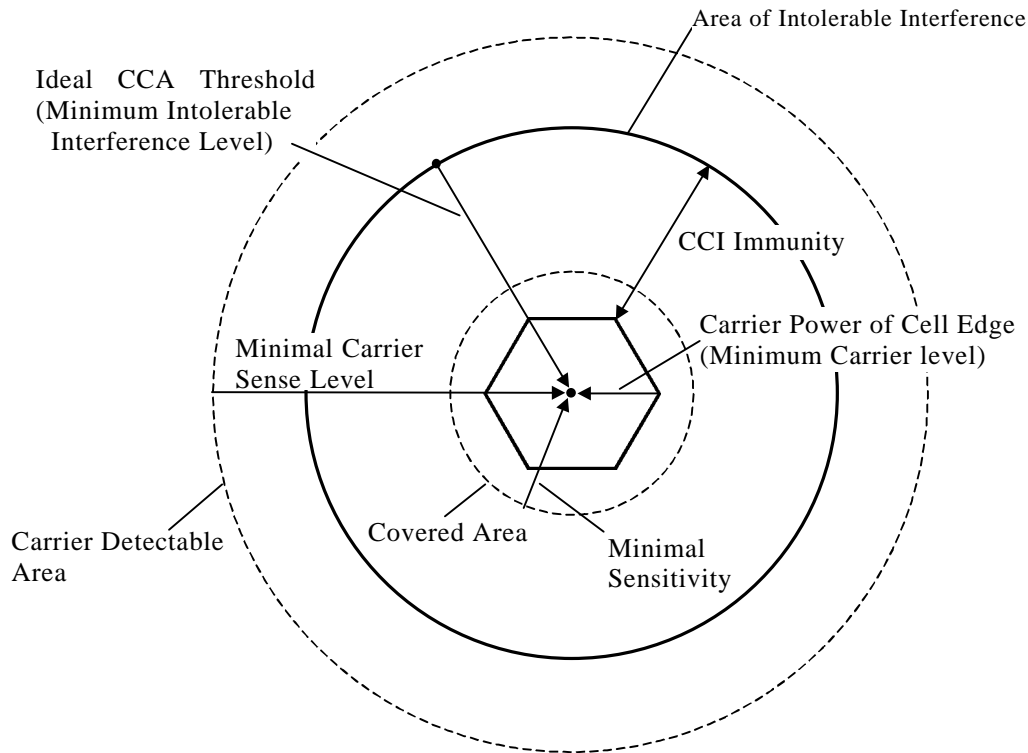 Area of Intolerable Interference
Ideal CCA Threshold
(Minimum Intolerable
Interference Level)
CCI Immunity
Carrier Power of Cell Edge
(Minimum Carrier level)
Minimal Carrier
Sense Level
Carrier Detectable
Area
Covered Area
Minimal
Sensitivity